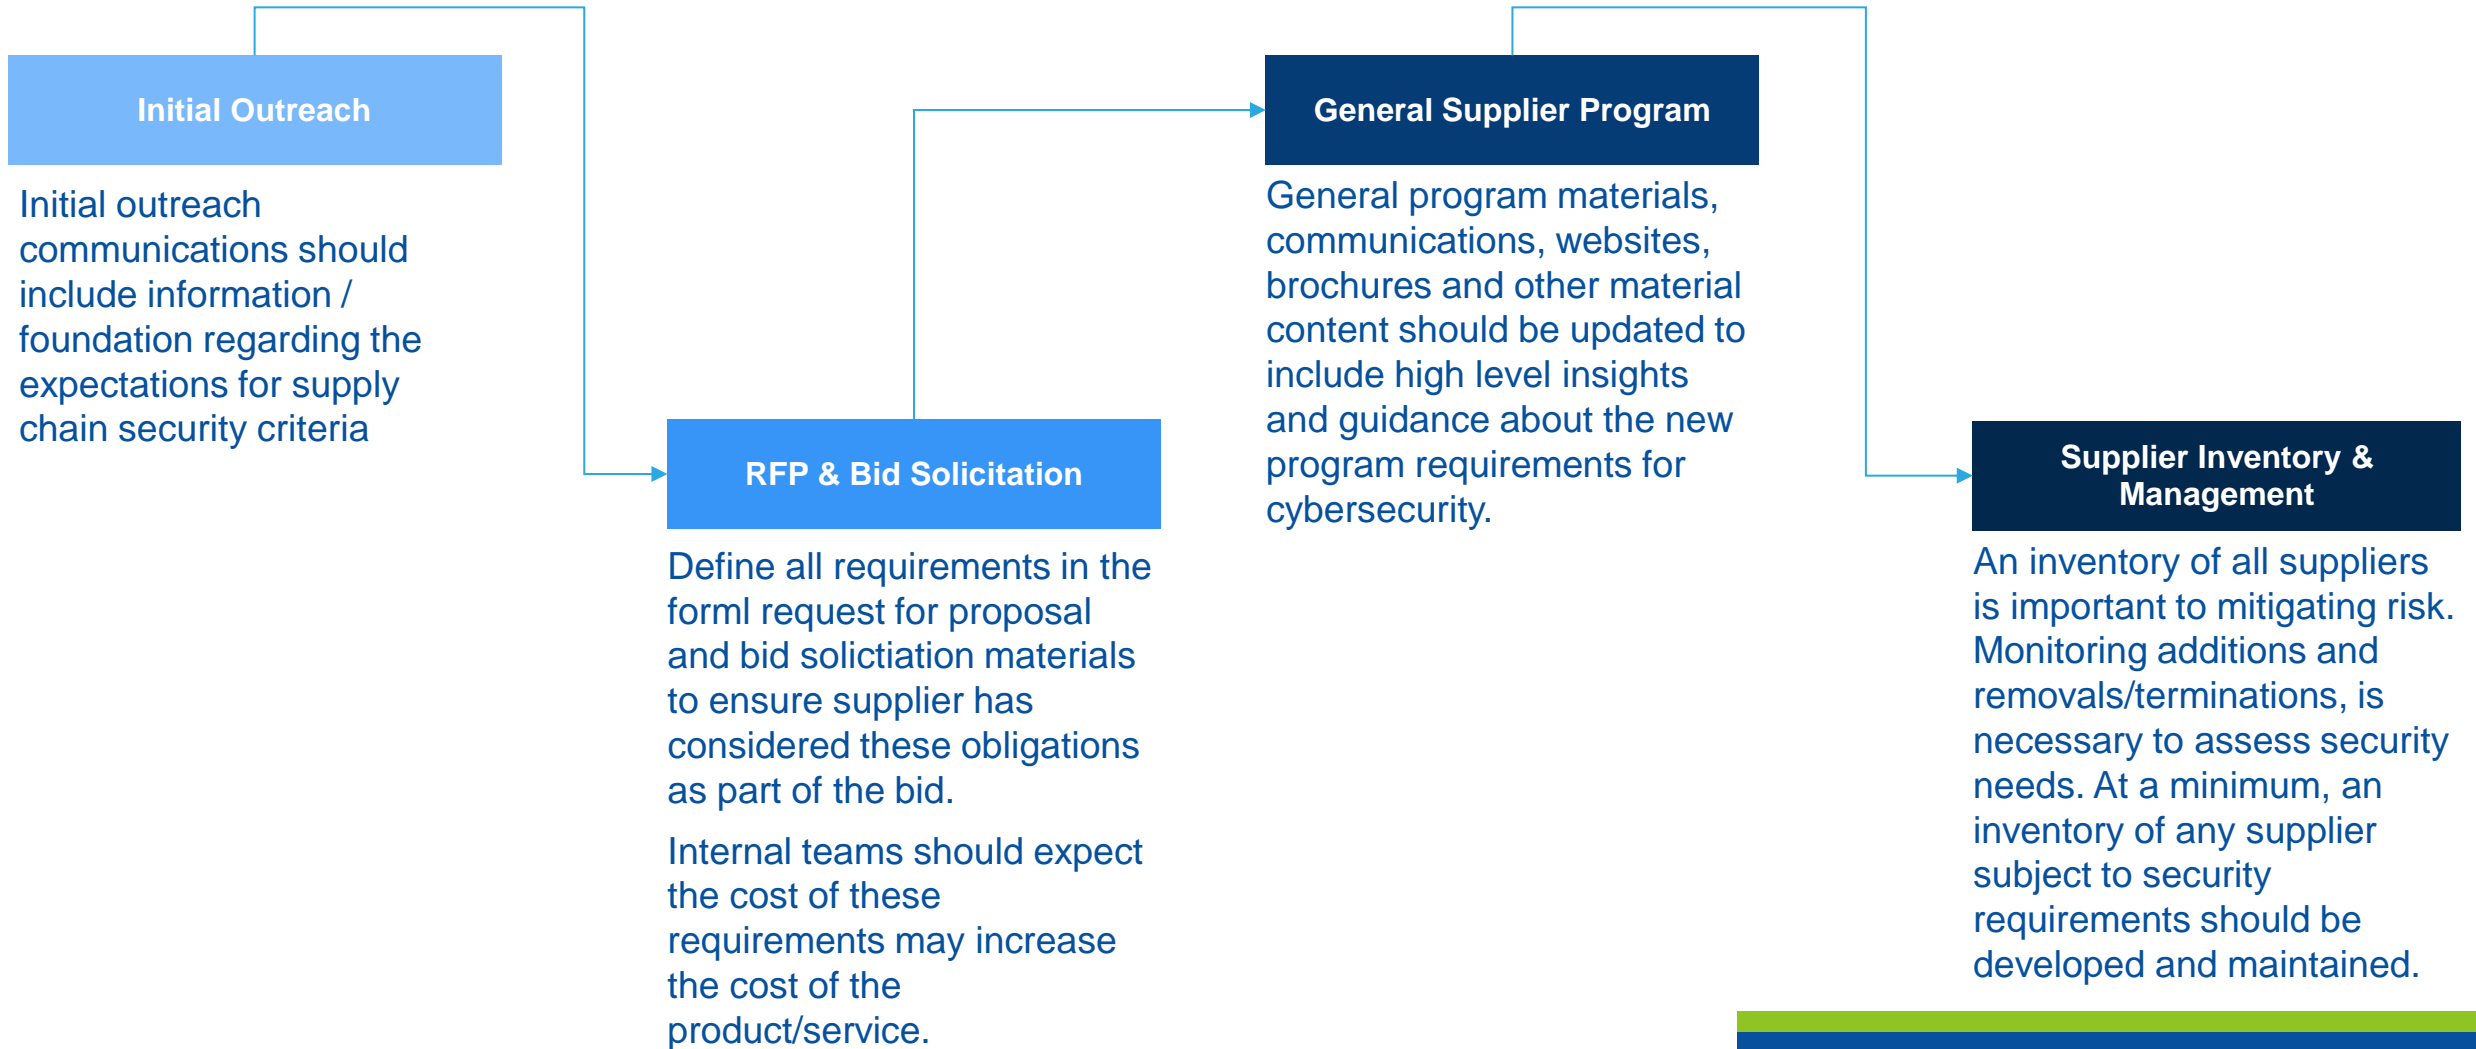 Initial Outreach
Initial outreach
communications should
include information /
foundation regarding the
expectations for supply
chain security criteria
RFP & Bid Solicitation
Define all requirements in the
forml request for proposal
and bid solictiation materials
to ensure supplier has
considered these obligations
as part of the bid.
Internal teams should expect
the cost of these
requirements may increase
the cost of the
product/service.
General Supplier Program
General program materials,
communications, websites,
brochures and other material
content should be updated to
include high level insights
and guidance about the new
program requirements for
cybersecurity.
Supplier Inventory &
Management
An inventory of all suppliers
is important to mitigating risk.
Monitoring additions and
removals/terminations, is
necessary to assess security
needs. At a minimum, an
inventory of any supplier
subject to security
requirements should be
developed and maintained.